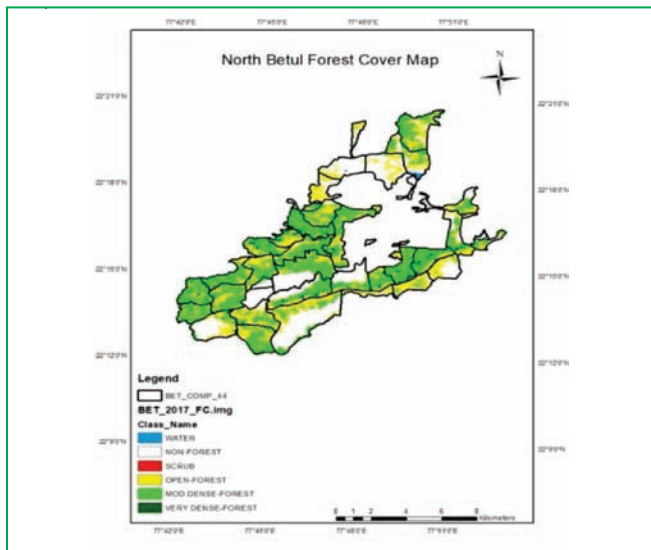 77°42'0"E 77°45'0"E 77°48'0"E 77°51'0"E
North Betul Forest Cover Map
N
22°21'0"N 22°21'0"N
22°18'0"N 22°18'0"N
22°15'0"N 22°15'0"N
22°12'0"N 22°12'0"N
Legend
BET_COMP_44
BET_2017_FC.img
Class_Name
WATER
NON-FOREST
22°9'0"N 22°9'0"N
SCRUB
OPEN-FOREST
MOD.DENSE-FOREST
VERY DENSE-FOREST
0 1 2 4 6 8
Kilometers
77°42'0"E 77°45'0"E 77°48'0"E 77°51'0"E